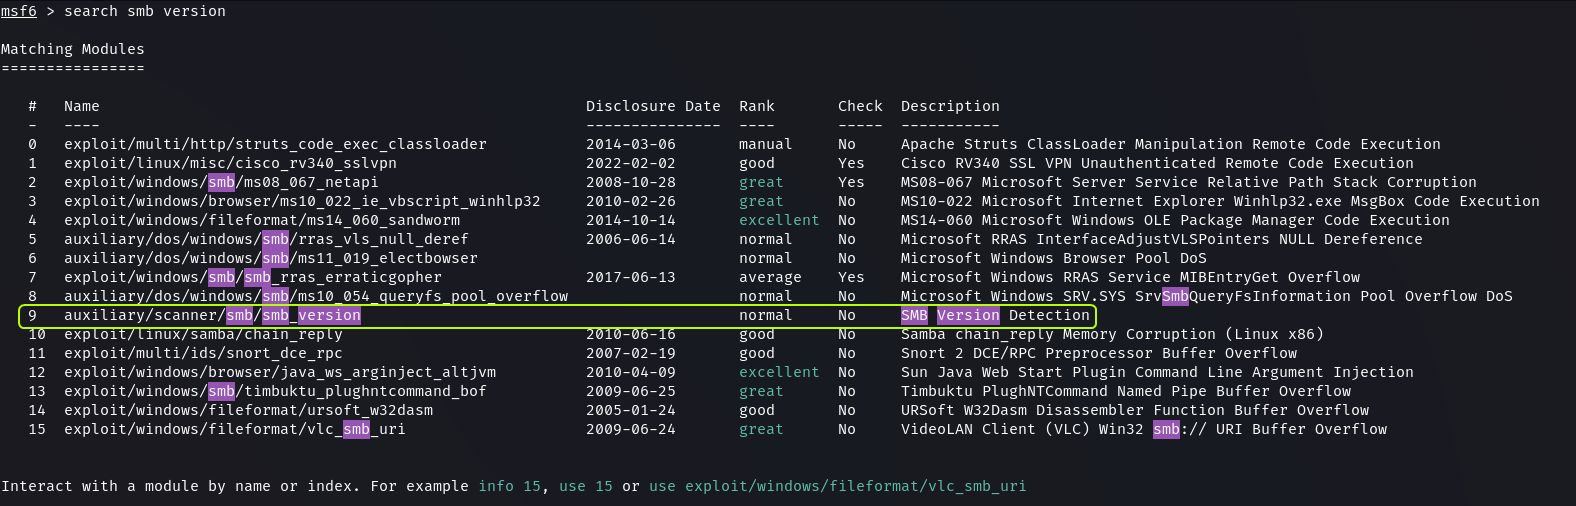 msf6 > search smb version
Matching Modules
================
   #   Name                                                      Disclosure Date  Rank       Check  Description
   -   ----                                                      ---------------  ----       -----  -----------
   0   exploit/multi/http/struts_code_exec_classloader           2014-03-06       manual     No     Apache Struts ClassLoader Manipulation Remote Code Execution
   1   exploit/linux/misc/cisco_rv340_sslvpn                     2022-02-02       good       Yes    Cisco RV340 SSL VPN Unauthenticated Remote Code Execution
   2   exploit/windows/smb/ms08_067_netapi                       2008-10-28       great      Yes    MS08-067 Microsoft Server Service Relative Path Stack Corruption
   3   exploit/windows/browser/ms10_022_ie_vbscript_winhlp32     2010-02-26       great      No     MS10-022 Microsoft Internet Explorer Winhlp32.exe MsgBox Code Execution
   4   exploit/windows/fileformat/ms14_060_sandworm              2014-10-14       excellent  No     MS14-060 Microsoft Windows OLE Package Manager Code Execution
   5   auxiliary/dos/windows/smb/rras_vls_null_deref             2006-06-14       normal     No     Microsoft RRAS InterfaceAdjustVLSPointers NULL Dereference
   6   auxiliary/dos/windows/smb/ms11_019_electbowser                             normal     No     Microsoft Windows Browser Pool DoS
   7   exploit/windows/smb/smb_rras_erraticgopher                2017-06-13       average    Yes    Microsoft Windows RRAS Service MIBEntryGet Overflow
   8   auxiliary/dos/windows/smb/ms10_054_queryfs_pool_overflow                   normal     No     Microsoft Windows SRV.SYS SrvSmbQueryFsInformation Pool Overflow DoS
   9   auxiliary/scanner/smb/smb_version                                          normal     No     SMB Version Detection
   10  exploit/linux/samba/chain_reply                           2010-06-16       good       No     Samba chain_reply Memory Corruption (Linux x86)
   11  exploit/multi/ids/snort_dce_rpc                           2007-02-19       good       No     Snort 2 DCE/RPC Preprocessor Buffer Overflow
   12  exploit/windows/browser/java_ws_arginject_altjvm          2010-04-09       excellent  No     Sun Java Web Start Plugin Command Line Argument Injection
   13  exploit/windows/smb/timbuktu_plughntcommand_bof           2009-06-25       great      No     Timbuktu PlughNTCommand Named Pipe Buffer Overflow
   14  exploit/windows/fileformat/ursoft_w32dasm                 2005-01-24       good       No     URSoft W32Dasm Disassembler Function Buffer Overflow
   15  exploit/windows/fileformat/vlc_smb_uri                    2009-06-24       great      No     VideoLAN Client (VLC) Win32 smb:// URI Buffer Overflow
Interact with a module by name or index. For example info 15, use 15 or use exploit/windows/fileformat/vlc_smb_uri